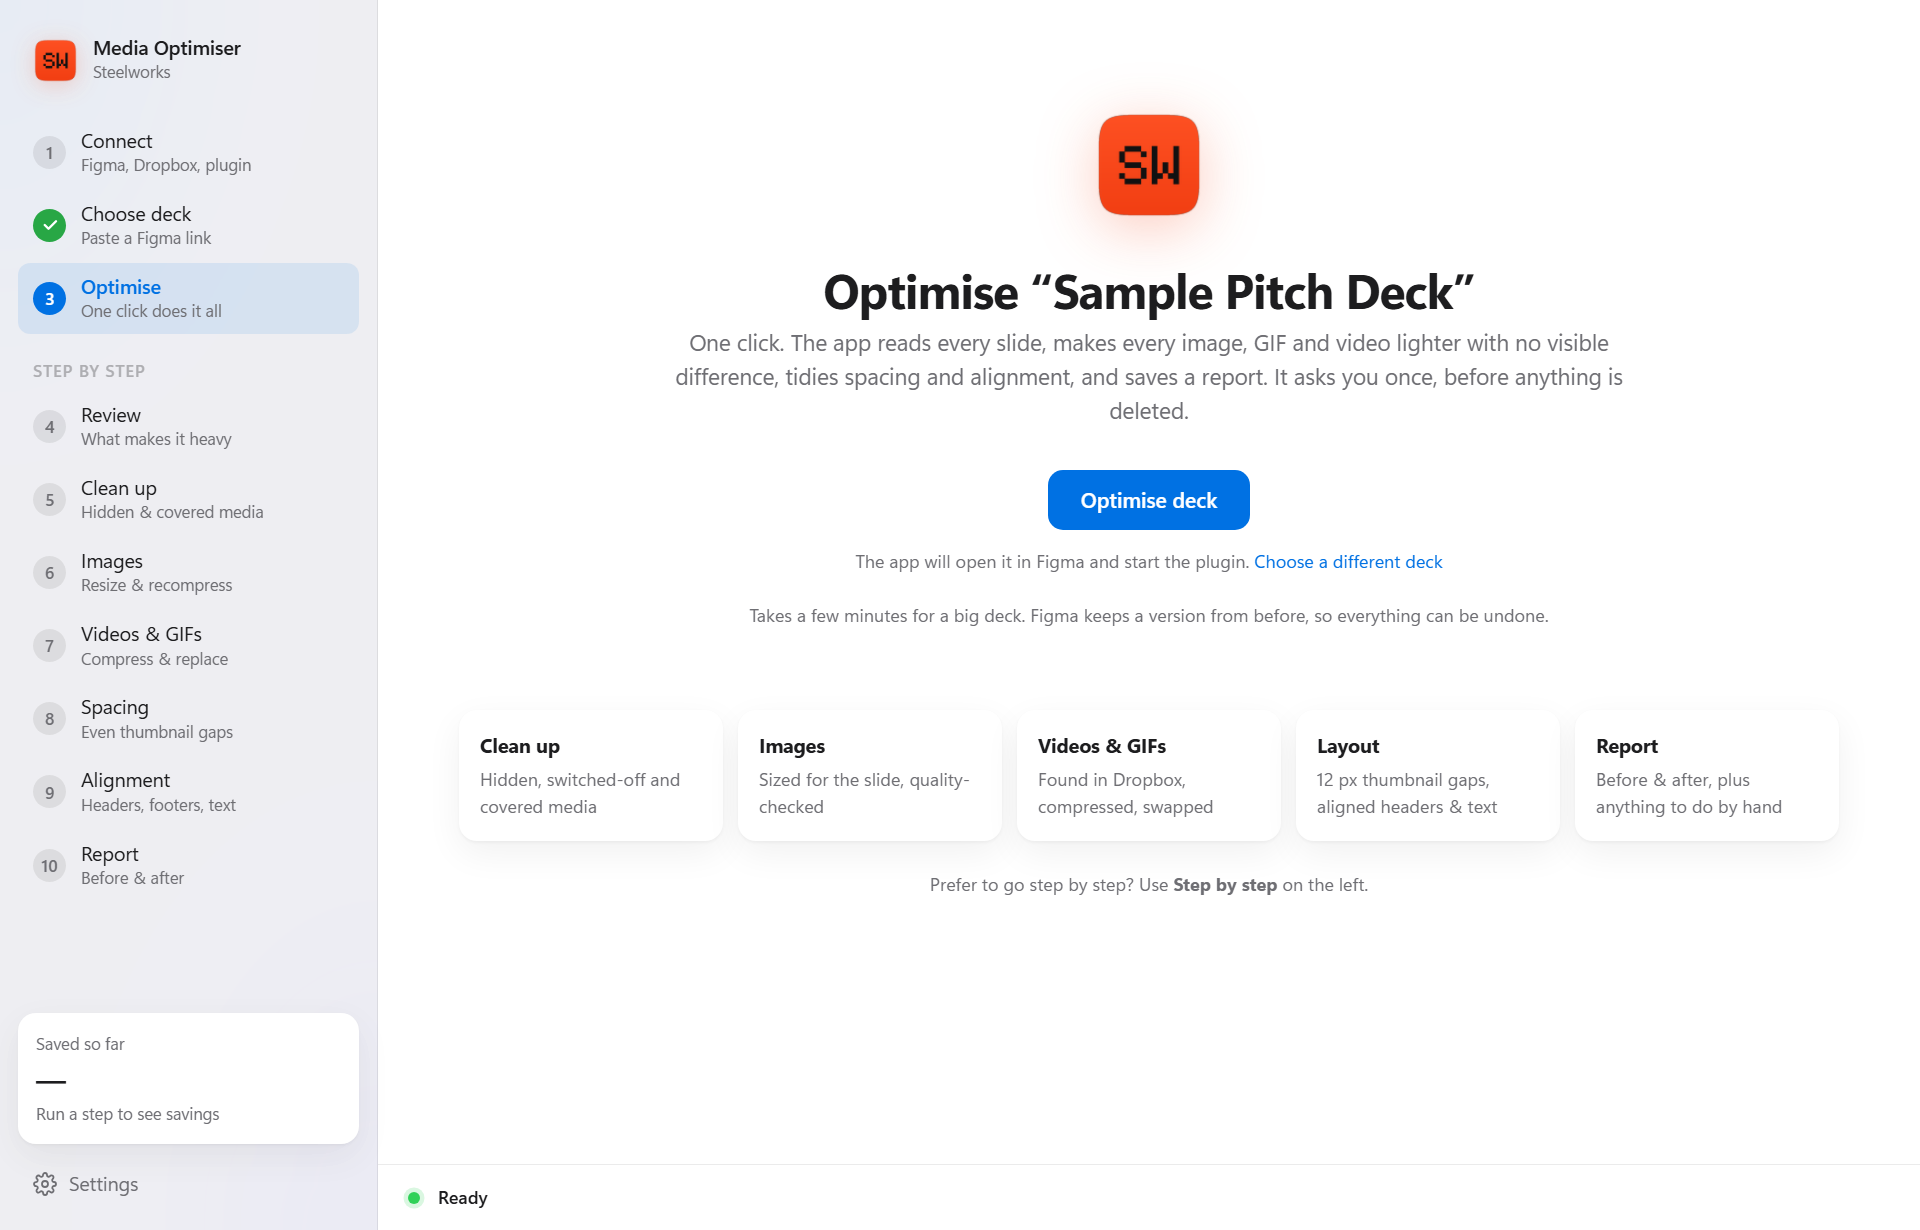 SW
Media Optimiser
Steelworks
1
Connect
Figma, Dropbox, plugin
Choose deck
Paste a Figma link
3
Optimise
One click does it all
STEP BY STEP
4
Review
What makes it heavy
5
Clean up
Hidden & covered media
6
Images
Resize & recompress
7
Videos & GIFs
Compress & replace
8
Spacing
Even thumbnail gaps
9
Alignment
Headers, footers, text
10
Report
Before & after
Saved so far
—
Run a step to see savings
Settings
SW
Optimise “Sample Pitch Deck”
One click. The app reads every slide, makes every image, GIF and video lighter with no visible
difference, tidies spacing and alignment, and saves a report. It asks you once, before anything is
deleted.
Optimise deck
The app will open it in Figma and start the plugin. Choose a different deck
Takes a few minutes for a big deck. Figma keeps a version from before, so everything can be undone.
Clean up
Hidden, switched-off and
covered media
Images
Sized for the slide, quality-
checked
Videos & GIFs
Found in Dropbox,
compressed, swapped
Layout
12 px thumbnail gaps,
aligned headers & text
Report
Before & after, plus
anything to do by hand
Prefer to go step by step? Use Step by step on the left.
Ready